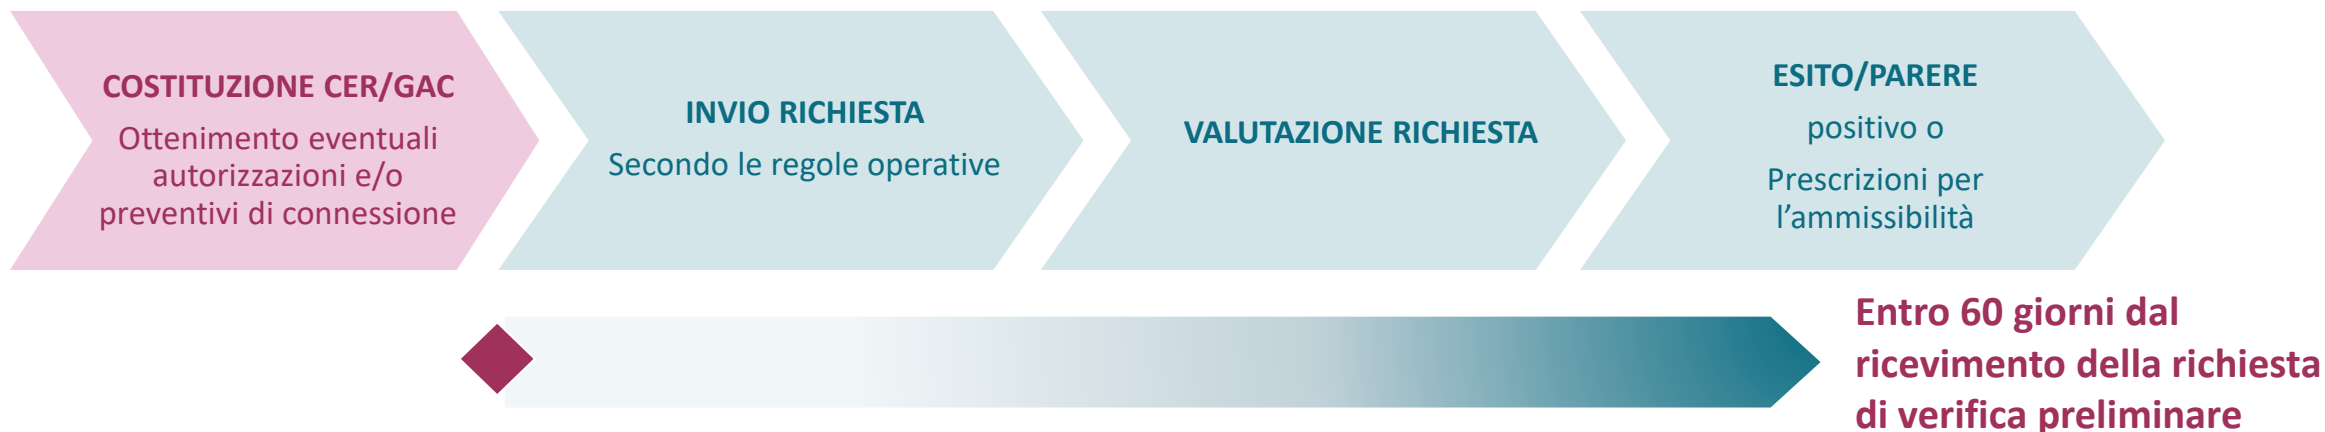 COSTITUZIONE CER/GAC
Ottenimento eventuali
autorizzazioni e/o
preventivi di connessione
INVIO RICHIESTA
Secondo le regole operative
VALUTAZIONE RICHIESTA
ESITO/PARERE
positivo o
Prescrizioni per
l’ammissibilità
Entro 60 giorni dal
ricevimento della richiesta
di verifica preliminare